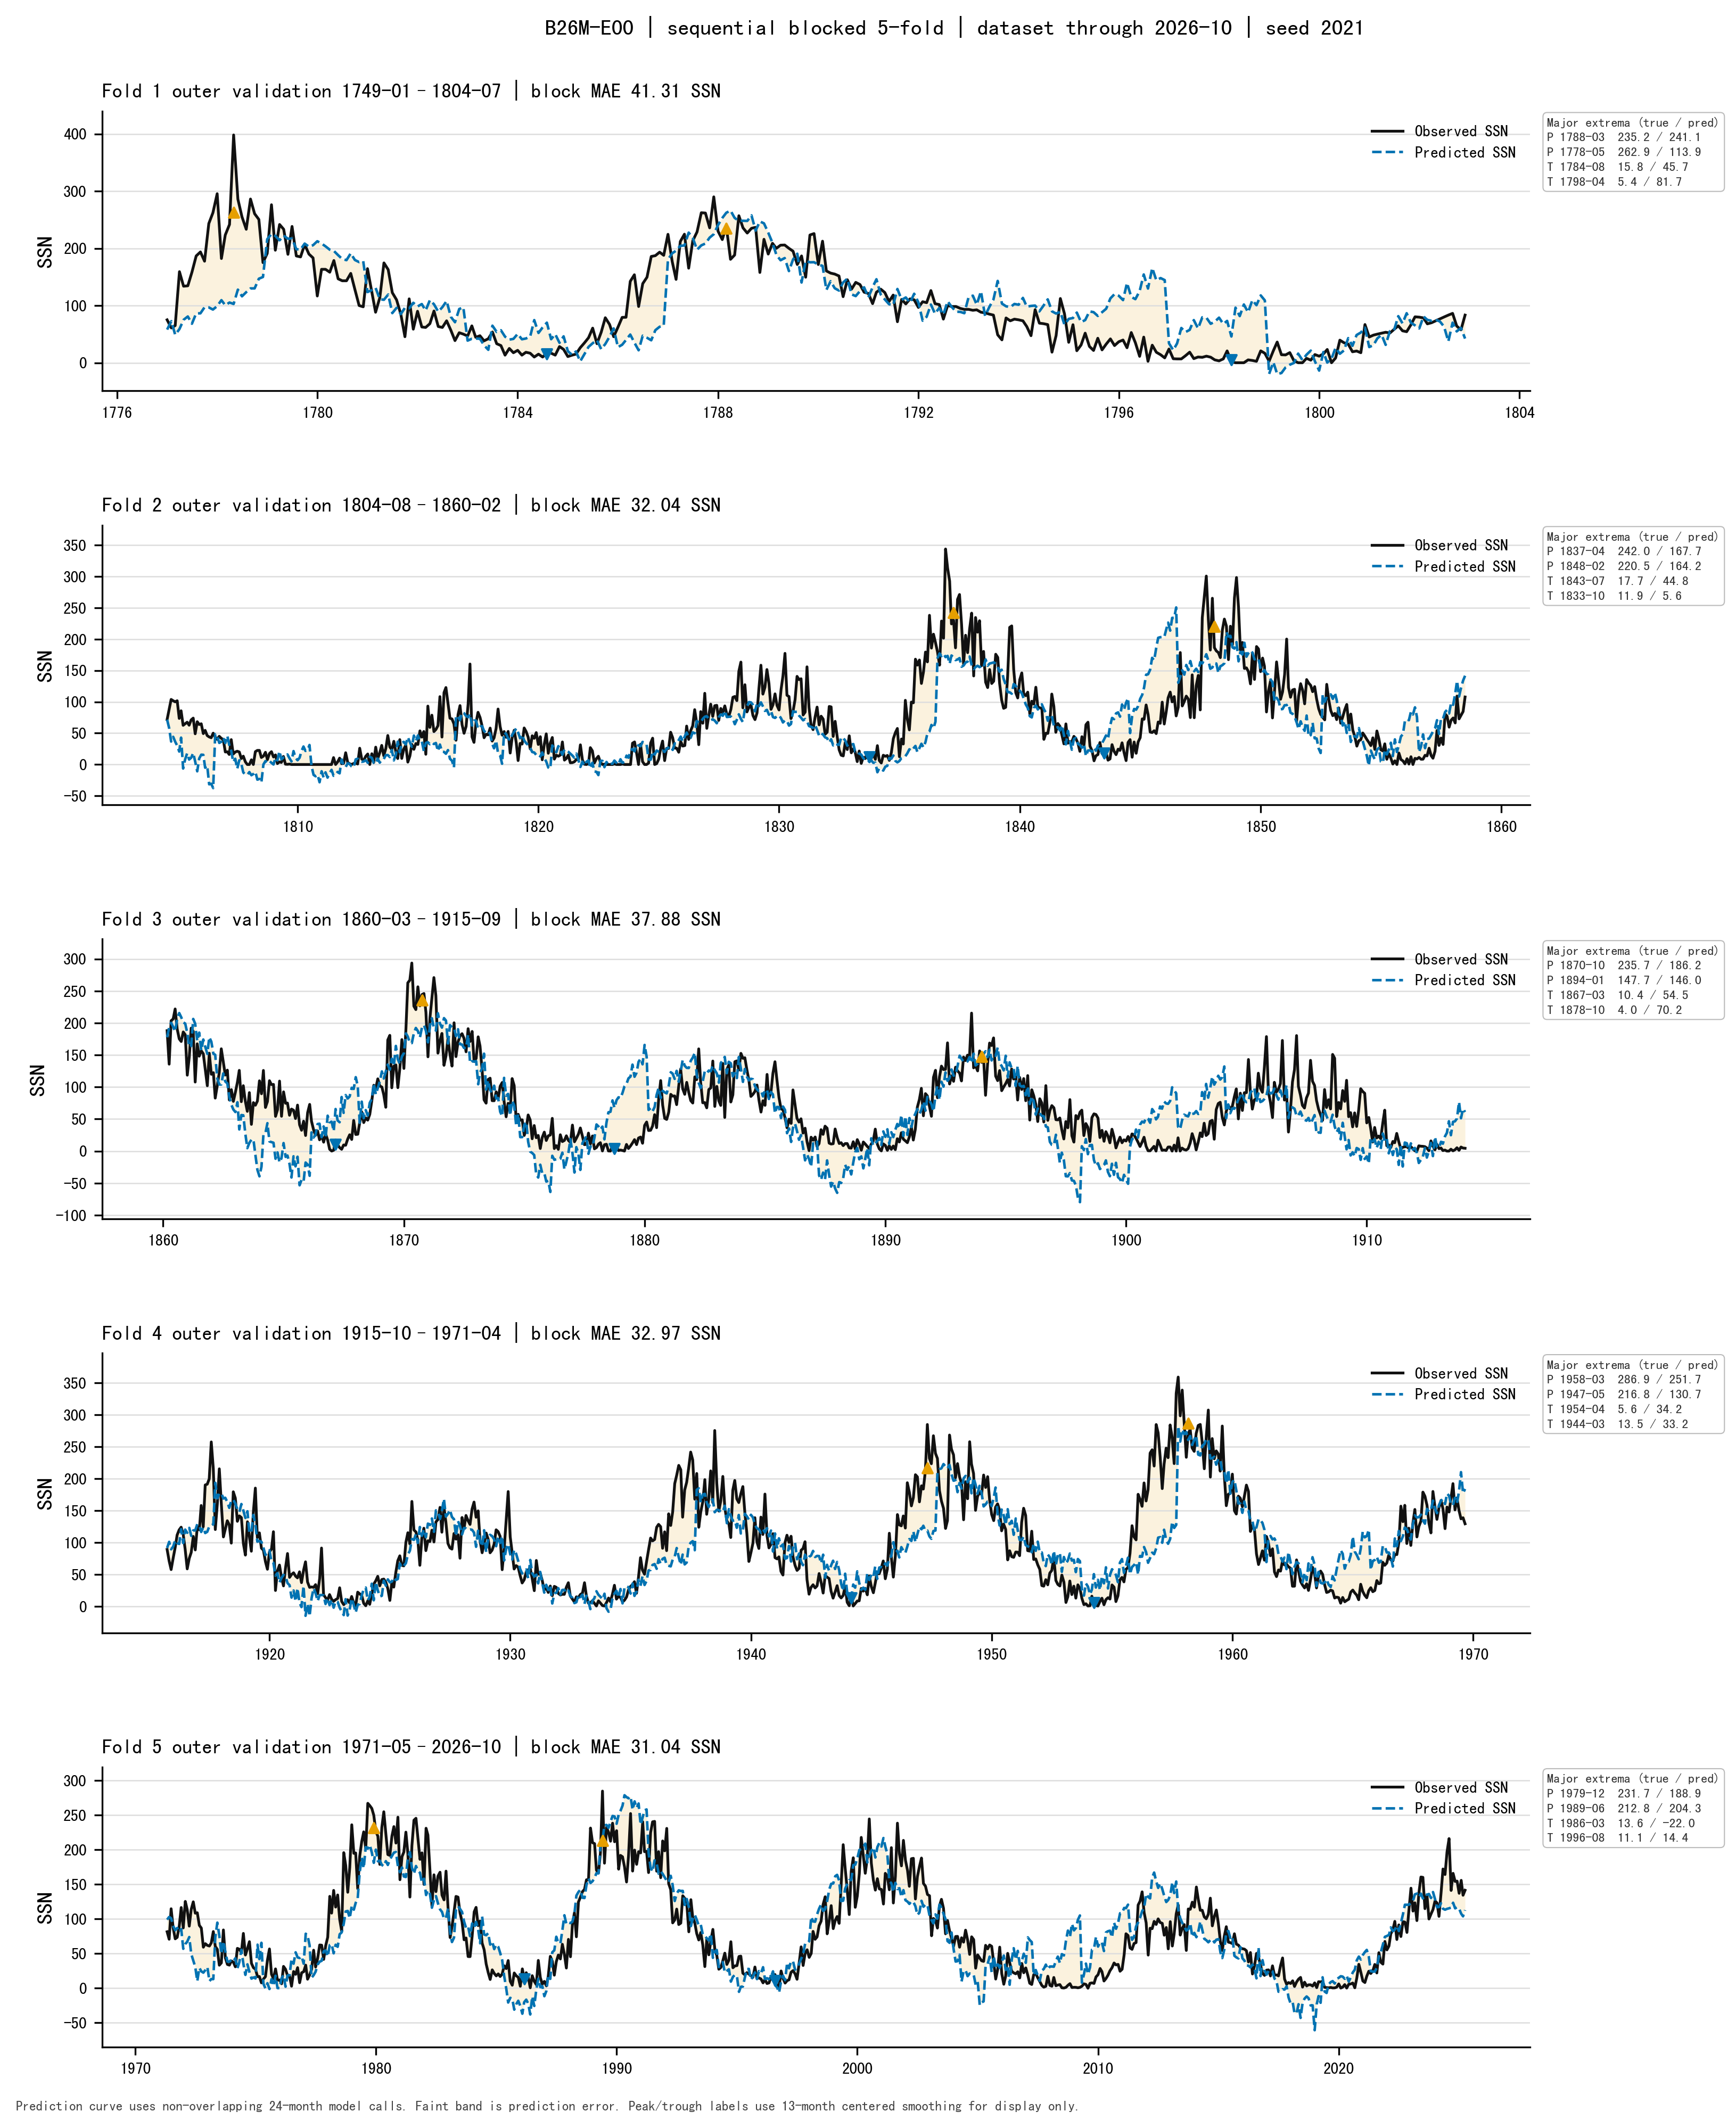 B26M-E00 | sequential blocked 5-fold | dataset through 2026-10 | seed 2021
Fold 1 outer validation 1749-01 – 1804-07 | block MAE 41.31 SSN
SSN
400
300
200
100
0
1776 1780 1784 1788 1792 1796 1800 1804
Observed SSN
Predicted SSN
Major extrema (true / pred)
P 1788-03 235.2 / 241.1
P 1778-05 262.9 / 113.9
T 1784-08 15.8 / 45.7
T 1798-04 5.4 / 81.7
Fold 2 outer validation 1804-08 – 1860-02 | block MAE 32.04 SSN
SSN
350
300
250
200
150
100
50
0
−50
1810 1820 1830 1840 1850 1860
Observed SSN
Predicted SSN
Major extrema (true / pred)
P 1837-04 242.0 / 167.7
P 1848-02 220.5 / 164.2
T 1843-07 17.7 / 44.8
T 1833-10 11.9 / 5.6
Fold 3 outer validation 1860-03 – 1915-09 | block MAE 37.88 SSN
SSN
300
250
200
150
100
50
0
−50
−100
1860 1870 1880 1890 1900 1910
Observed SSN
Predicted SSN
Major extrema (true / pred)
P 1870-10 235.7 / 186.2
P 1894-01 147.7 / 146.0
T 1867-03 10.4 / 54.5
T 1878-10 4.0 / 70.2
Fold 4 outer validation 1915-10 – 1971-04 | block MAE 32.97 SSN
SSN
350
300
250
200
150
100
50
0
1920 1930 1940 1950 1960 1970
Observed SSN
Predicted SSN
Major extrema (true / pred)
P 1958-03 286.9 / 251.7
P 1947-05 216.8 / 130.7
T 1954-04 5.6 / 34.2
T 1944-03 13.5 / 33.2
Fold 5 outer validation 1971-05 – 2026-10 | block MAE 31.04 SSN
SSN
300
250
200
150
100
50
0
−50
1970 1980 1990 2000 2010 2020
Observed SSN
Predicted SSN
Major extrema (true / pred)
P 1979-12 231.7 / 188.9
P 1989-06 212.8 / 204.3
T 1986-03 13.6 / -22.0
T 1996-08 11.1 / 14.4
Prediction curve uses non-overlapping 24-month model calls. Faint band is prediction error. Peak/trough labels use 13-month centered smoothing for display only.